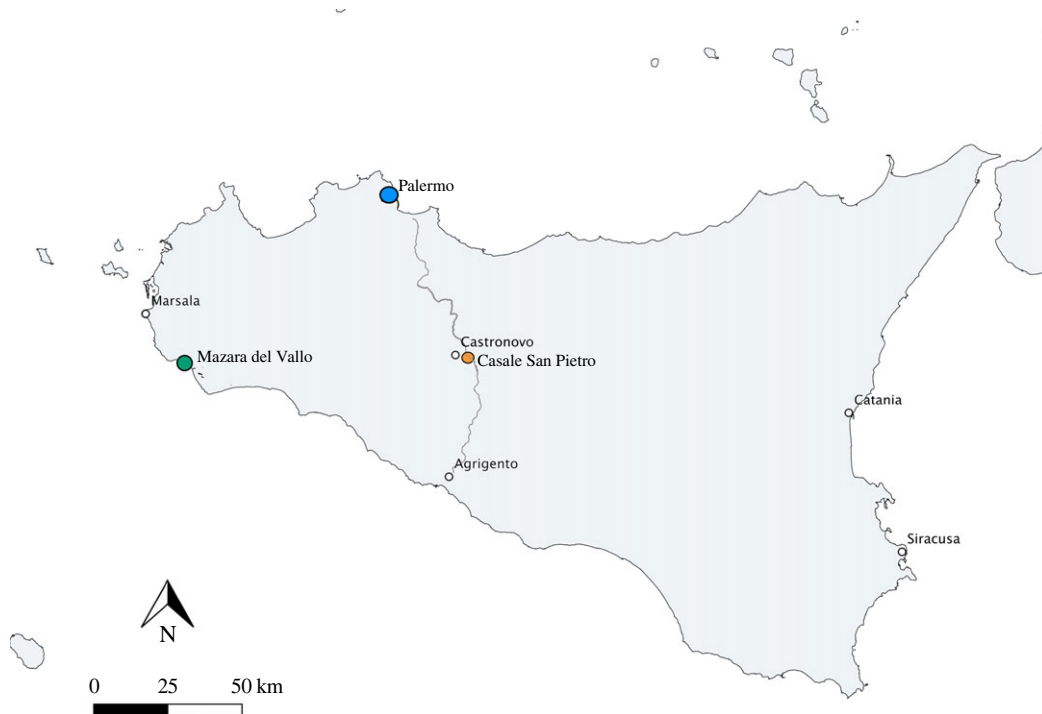 Palermo
Marsala
Castronovo
Mazara del Vallo
Casale San Pietro
Catania
Agrigento
Siracusa
N
0 25 50 km